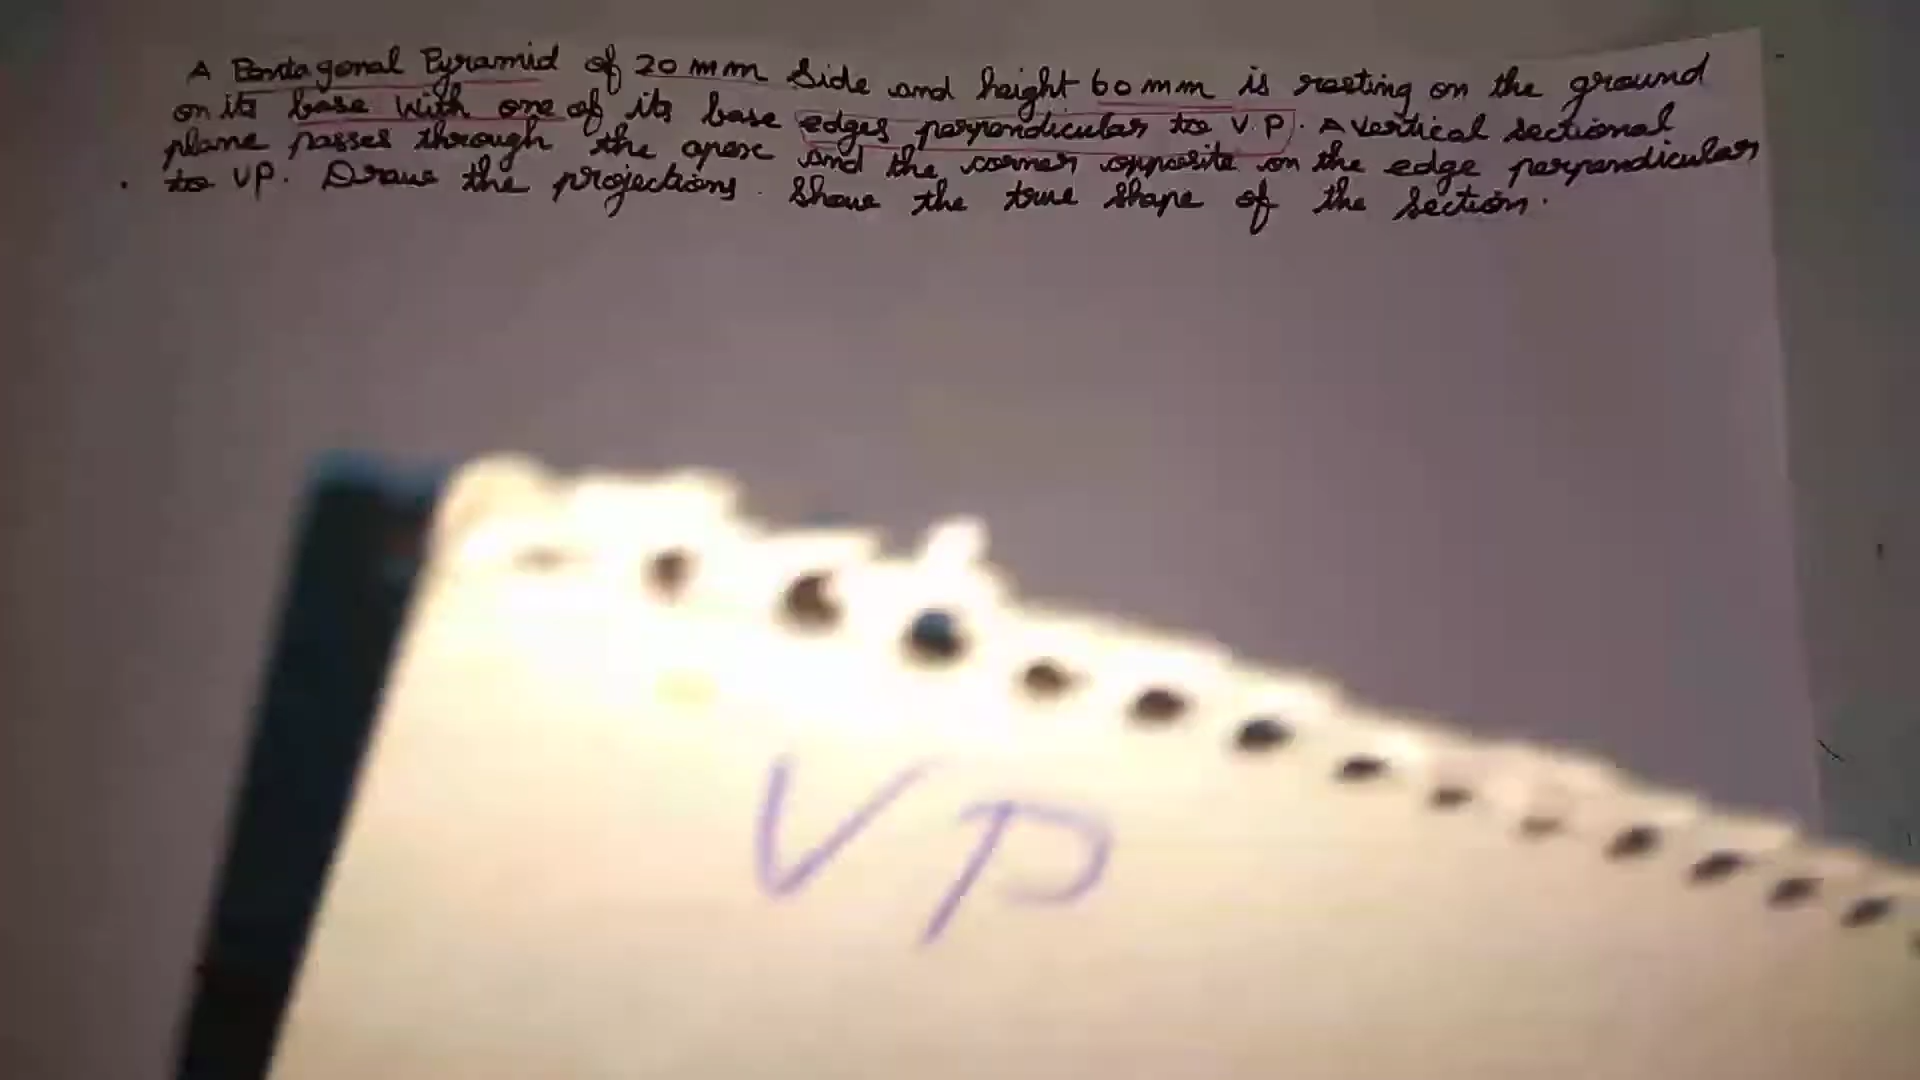 A Pentagonal Pyramid of 20 mm Side and height 60 mm is resting on the ground
on its base with one of its base edges perpendicular to V.P. A Vertical Sectional
plane passes through the apex and the corner opposite on the edge perpendicular
to VP. Draw the projections. Show the true shape of the section.
VP